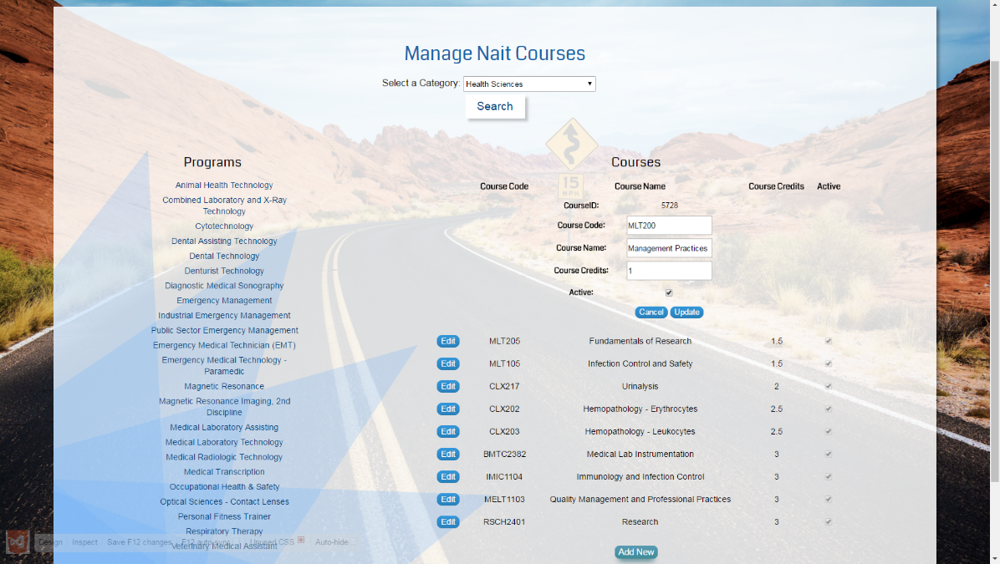 Manage Nait Courses
Select a Category: Health Sciences
Search
Programs
Animal Health Technology
Combined Laboratory and X-Ray
Technology
Cytotechnology
Dental Assisting Technology
Dental Technology
Denturist Technology
Diagnostic Medical Sonography
Emergency Management
Industrial Emergency Management
Public Sector Emergency Management
Emergency Medical Technician (EMT)
Emergency Medical Technology -
Paramedic
Magnetic Resonance
Magnetic Resonance Imaging, 2nd
Discipline
Medical Laboratory Assisting
Medical Laboratory Technology
Medical Radiologic Technology
Medical Transcription
Occupational Health & Safety
Optical Sciences - Contact Lenses
Personal Fitness Trainer
Respiratory Therapy
Veterinary Medical Assistant
15
MPH
Courses
Course Code Course Name Course Credits Active
CourseID: 5728
Course Code: MLT200
Course Name: Management Practices
Course Credits: 1
Active:
Cancel Update
Edit MLT205 Fundamentals of Research 1.5
Edit MLT105 Infection Control and Safety 1.5
Edit CLX217 Urinalysis 2
Edit CLX202 Hemopathology - Erythrocytes 2.5
Edit CLX203 Hemopathology - Leukocytes 2.5
Edit BMTC2382 Medical Lab Instrumentation 3
Edit IMIC1104 Immunology and Infection Control 3
Edit MELT1103 Quality Management and Professional Practices 3
Edit RSCH2401 Research 3
Add New
Design Inspect Save F12 changes F12 auto-sync Unused CSS Auto-hide